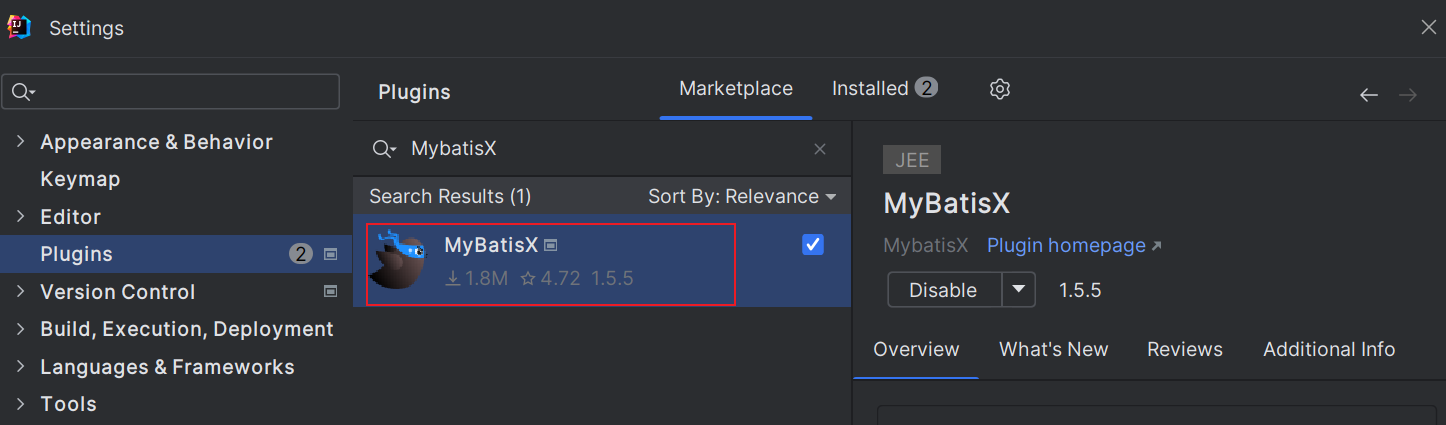 Settings
Appearance & Behavior
Keymap
Editor
Plugins 2
Version Control
Build, Execution, Deployment
Languages & Frameworks
Tools
Plugins Marketplace Installed 2
MybatisX
Search Results (1) Sort By: Relevance
MyBatisX
1.8M 4.72 1.5.5
JEE
MyBatisX
MybatisX Plugin homepage
Disable 1.5.5
Overview What's New Reviews Additional Info